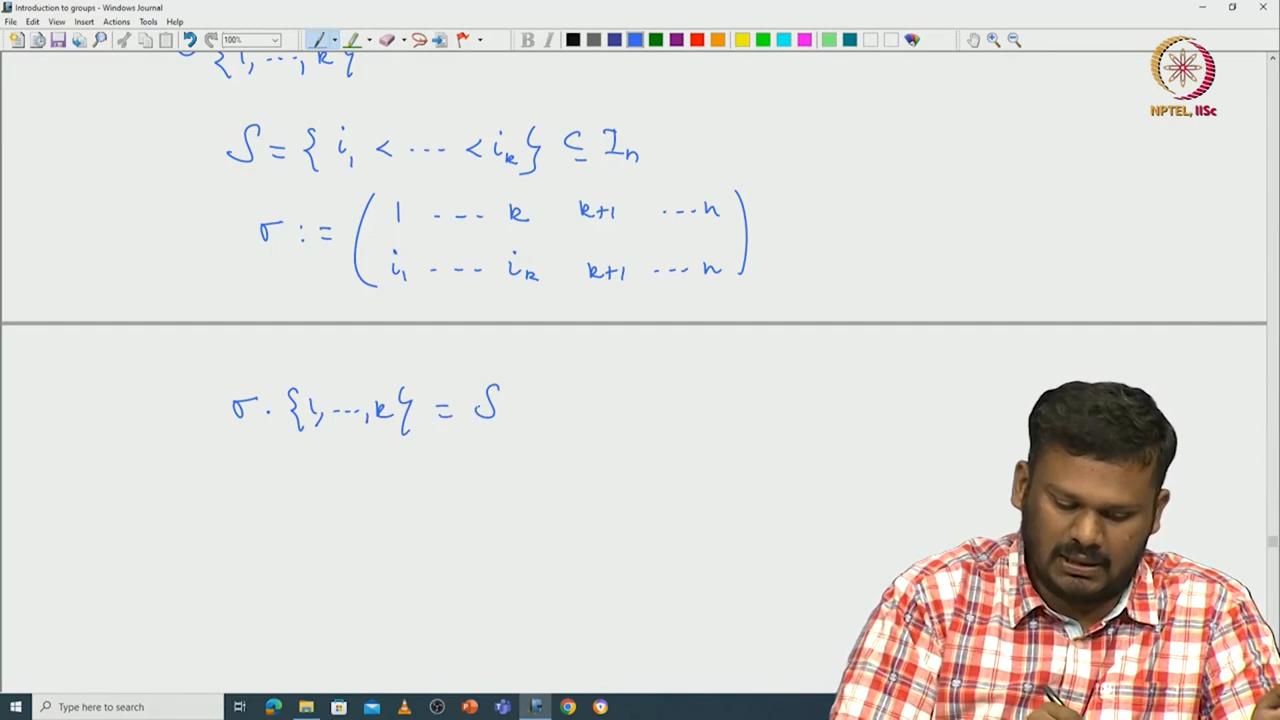 Introduction to groups - Windows Journal
File Edit View Insert Actions Tools Help
100%
B I
{1, ..., k}
NPTEL, IISc
S = { i₁ < ... < iₖ } ⊆ Iₙ
σ := ( 1 --- k k+1 ... n
i₁ ---- iₖ k+1 --- n )
σ . {1, ..., k} = S
Type here to search